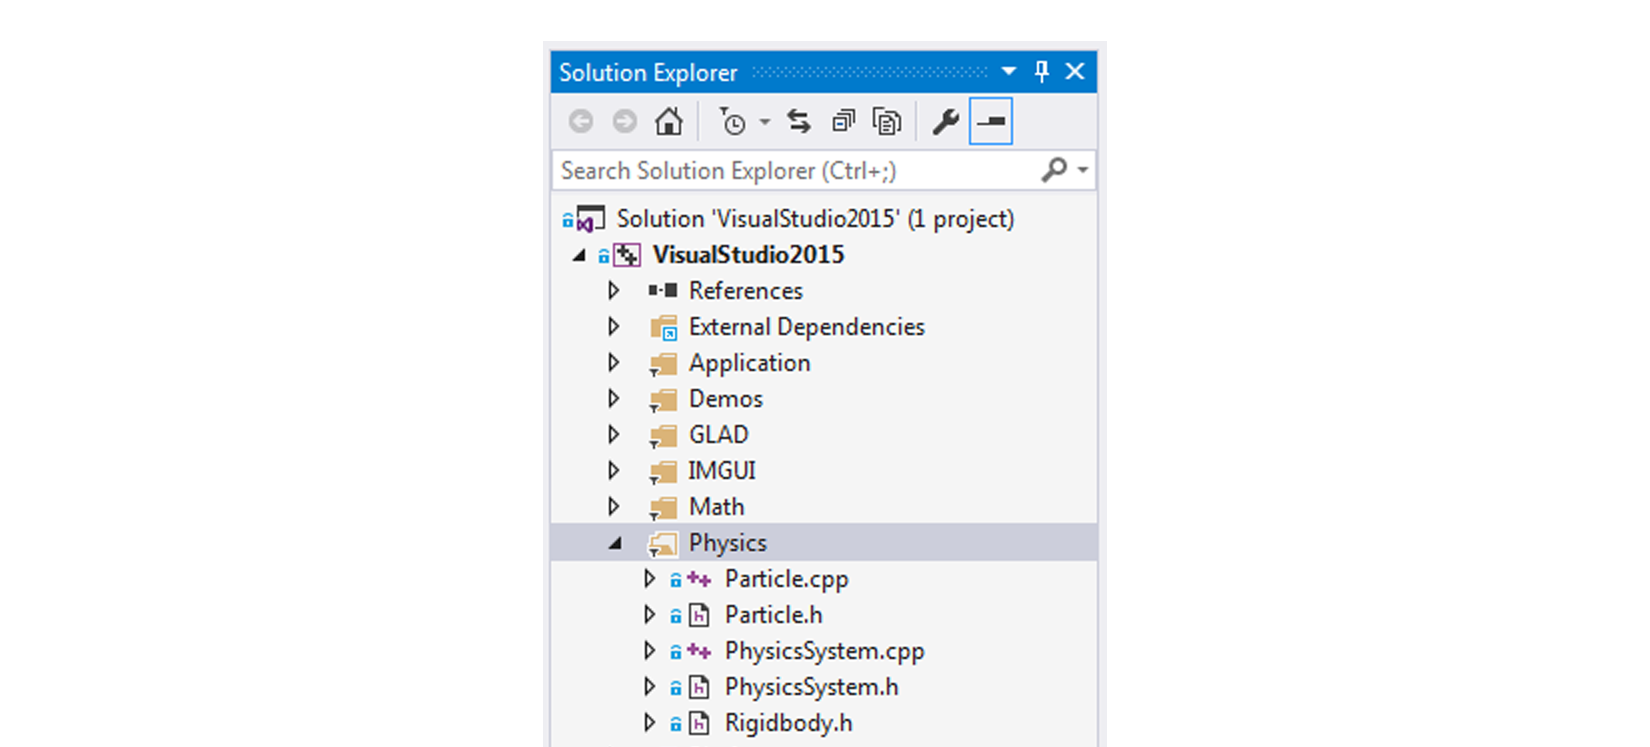 Solution Explorer
Search Solution Explorer (Ctrl+;)
Solution 'VisualStudio2015' (1 project)
VisualStudio2015
References
External Dependencies
Application
Demos
GLAD
IMGUI
Math
Physics
Particle.cpp
Particle.h
PhysicsSystem.cpp
PhysicsSystem.h
Rigidbody.h